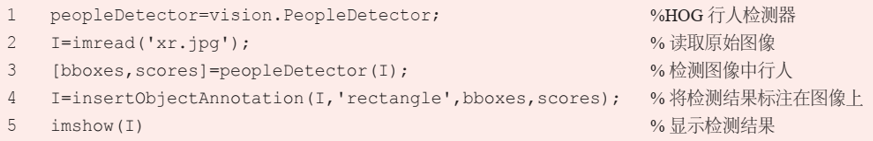 1 peopleDetector=vision.PeopleDetector; %HOG 行人检测器
2 I=imread('xr.jpg'); % 读取原始图像
3 [bboxes,scores]=peopleDetector(I); % 检测图像中行人
4 I=insertObjectAnnotation(I,'rectangle',bboxes,scores); % 将检测结果标注在图像上
5 imshow(I) % 显示检测结果